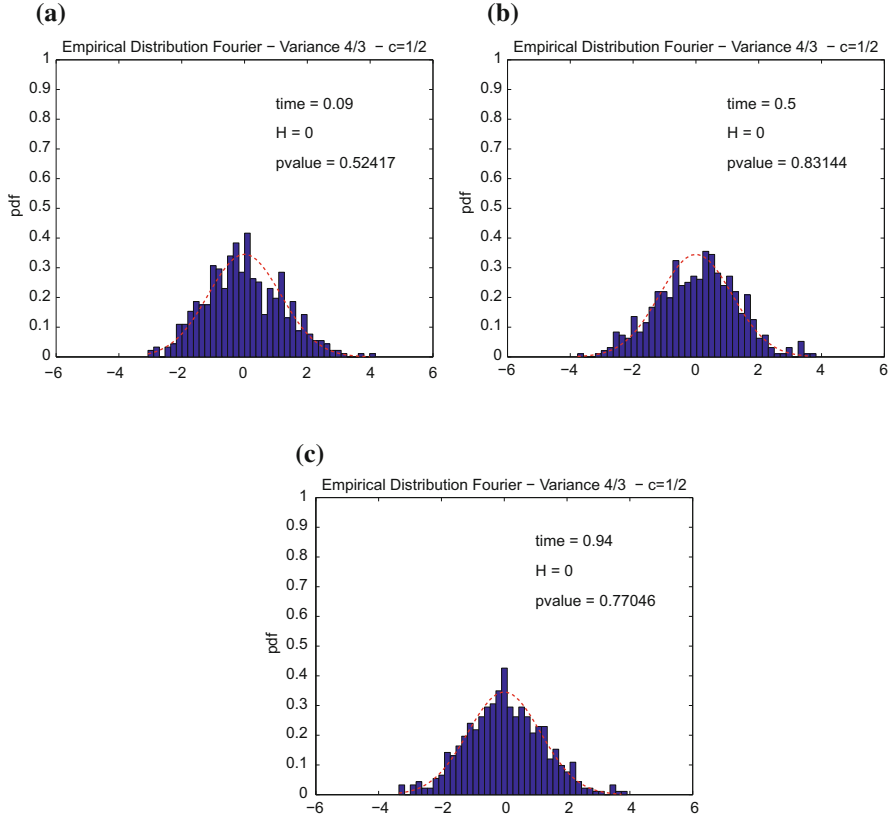 (a)
Empirical Distribution Fourier − Variance 4/3 − c=1/2
1
0.9
0.8
0.7
0.6
0.5
0.4
0.3
0.2
0.1
0
pdf
time = 0.09
H = 0
pvalue = 0.52417
−6 −4 −2 0 2 4 6
(b)
Empirical Distribution Fourier − Variance 4/3 − c=1/2
1
0.9
0.8
0.7
0.6
0.5
0.4
0.3
0.2
0.1
0
pdf
time = 0.5
H = 0
pvalue = 0.83144
−6 −4 −2 0 2 4 6
(c)
Empirical Distribution Fourier − Variance 4/3 − c=1/2
1
0.9
0.8
0.7
0.6
0.5
0.4
0.3
0.2
0.1
0
pdf
time = 0.94
H = 0
pvalue = 0.77046
−6 −4 −2 0 2 4 6